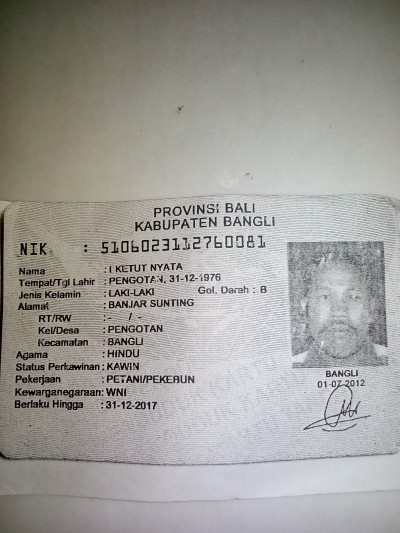 PROVINSI BALI
KABUPATEN BANGLI
NIK : 5106023112760081
Nama : I KETUT NYATA
Tempat/Tgl Lahir : PENGOTAN, 31-12-1976
Jenis Kelamin : LAKI-LAKI Gol. Darah : B
Alamat : BANJAR SUNTING
RT/RW : - / -
Kel/Desa : PENGOTAN
Kecamatan : BANGLI
Agama : HINDU
Status Perkawinan : KAWIN
Pekerjaan : PETANI/PEKEBUN
Kewarganegaraan : WNI
Berlaku Hingga : 31-12-2017
BANGLI
01-07-2012